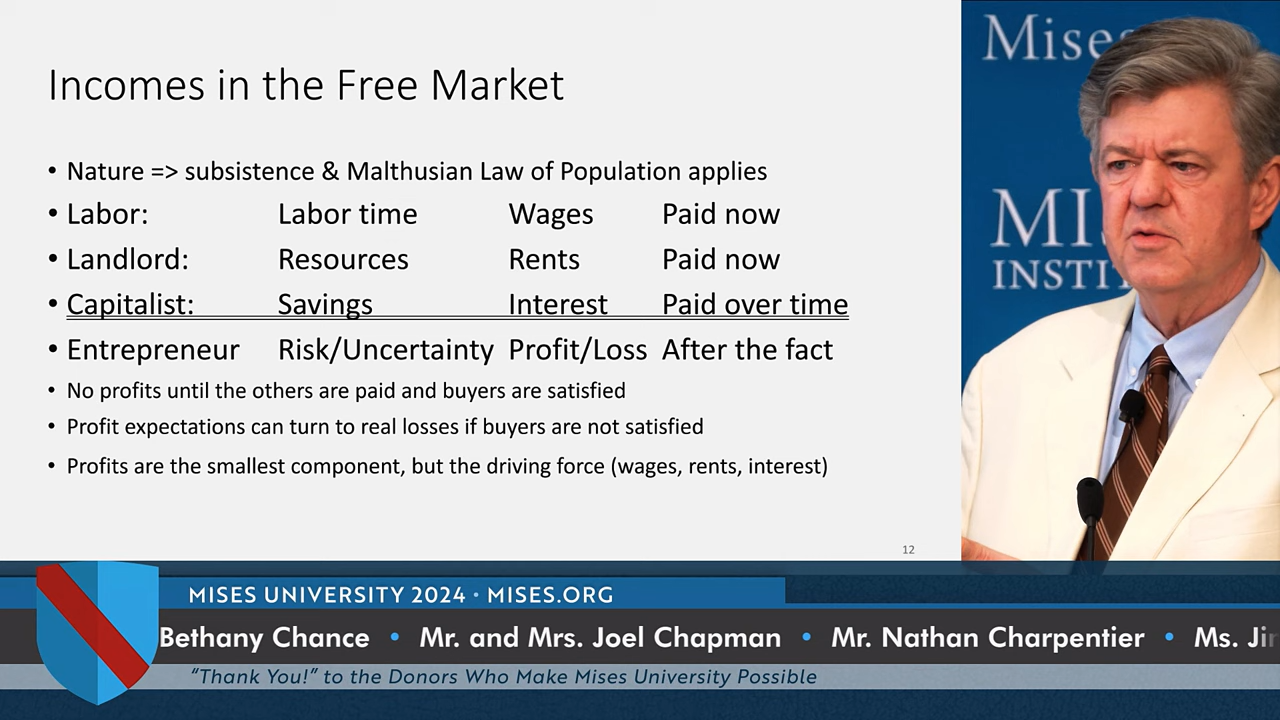 Incomes in the Free Market
• Nature => subsistence & Malthusian Law of Population applies
• Labor: Labor time Wages Paid now
• Landlord: Resources Rents Paid now
• Capitalist: Savings Interest Paid over time
• Entrepreneur Risk/Uncertainty Profit/Loss After the fact
• No profits until the others are paid and buyers are satisfied
• Profit expectations can turn to real losses if buyers are not satisfied
• Profits are the smallest component, but the driving force (wages, rents, interest)
12
Mises
MI
INSTIT
MISES UNIVERSITY 2024 • MISES.ORG
Bethany Chance • Mr. and Mrs. Joel Chapman • Mr. Nathan Charpentier • Ms.
"Thank You!" to the Donors Who Make Mises University Possible